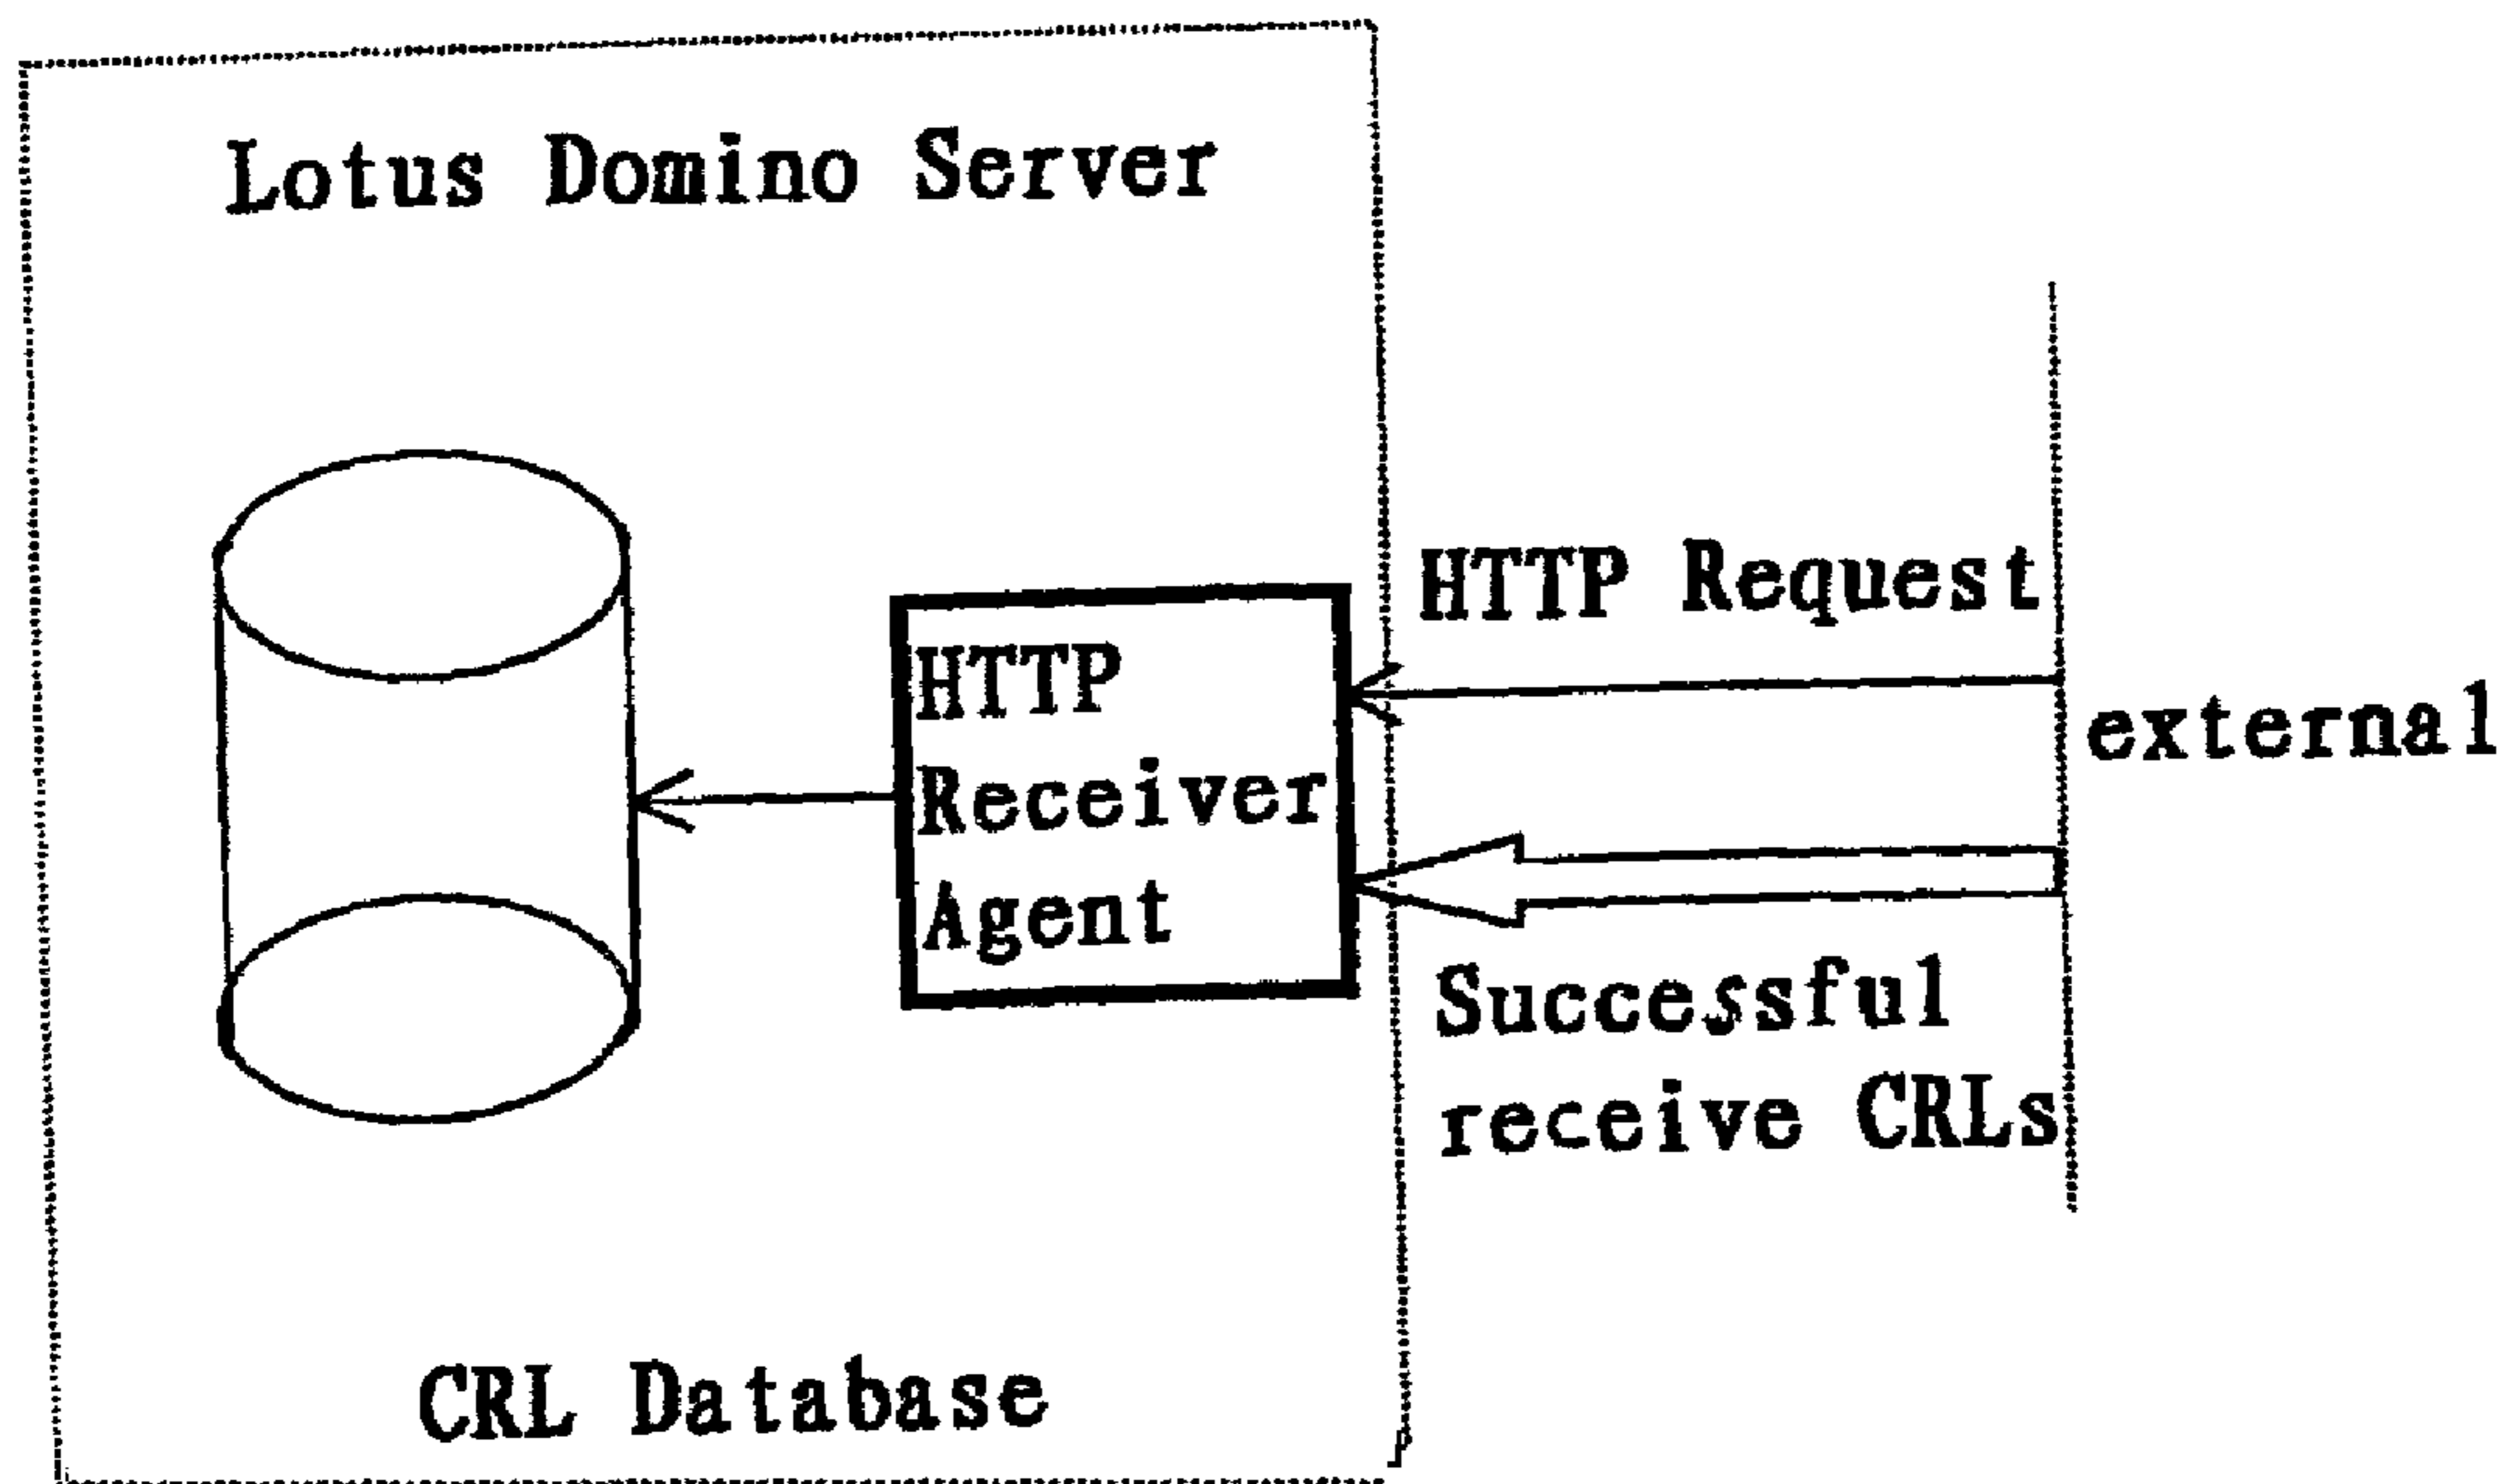 Lotus Domino Server
HTTP Request
HTTP
Receiver
Agent
external
Successful
receive CRLs
CRL Database